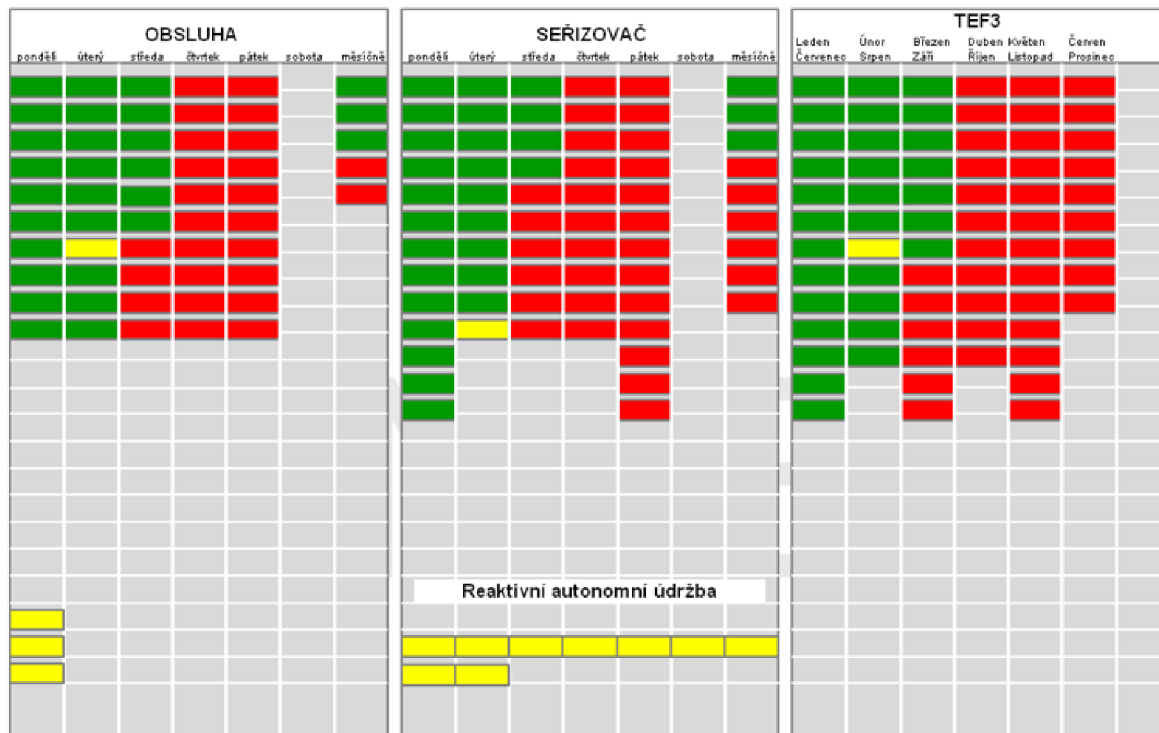 OBSLUHA
pondělí úterý středa čtvrtek pátek sobota měsíčně
SEŘIZOVAČ
pondělí úterý středa čtvrtek pátek sobota měsíčně
TEF3
Leden Únor Březen Duben Květen Červen
Červenec Srpen Září Říjen Listopad Prosinec
Reaktivní autonomní údržba